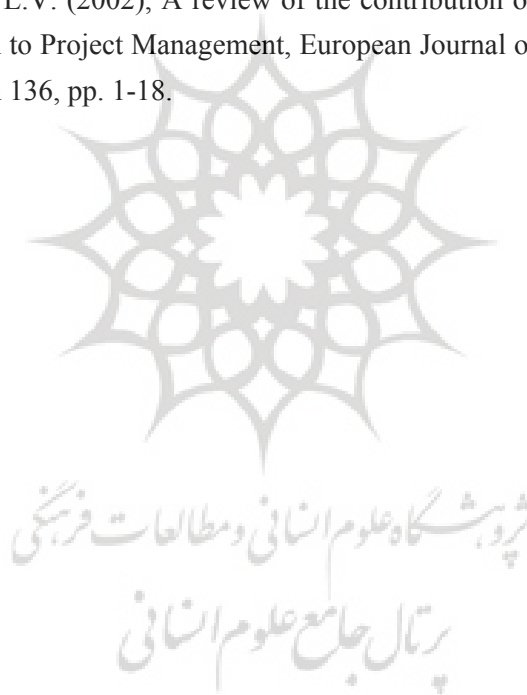 L.V. (2002), A review of the contribution o
to Project Management, European Journal o
136, pp. 1-18.
پژوهشگاه علوم انسانی و مطالعات فرهنگی
پرتال جامع علوم انسانی